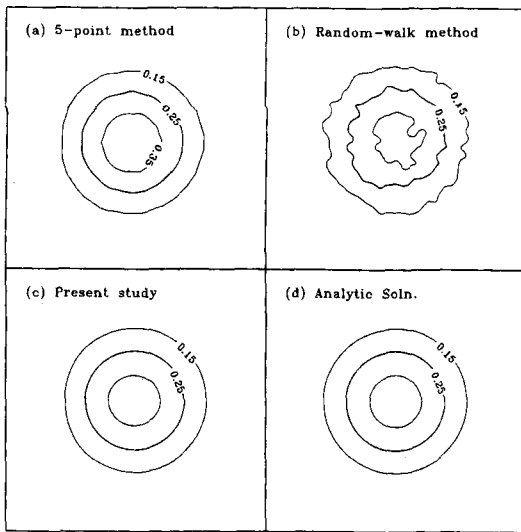 (a) 5-point method
0.15
0.25
0.35
(b) Random-walk method
0.15
0.25
(c) Present study
0.15
0.25
(d) Analytic Soln.
0.15
0.25